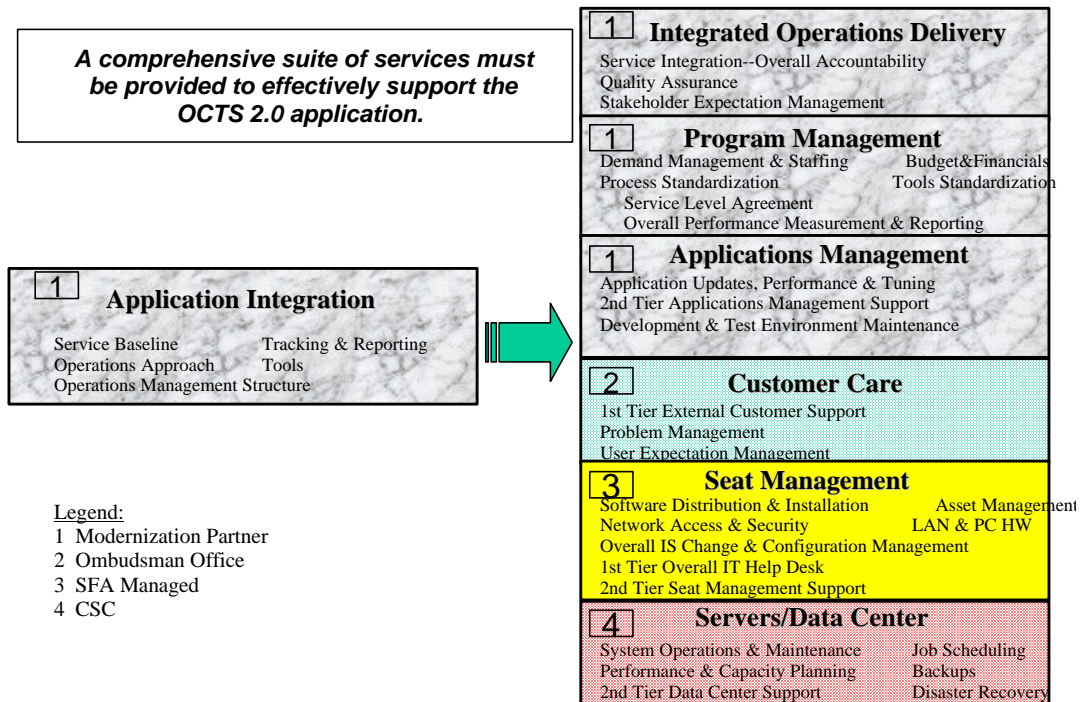 A comprehensive suite of services must
be provided to effectively support the
OCTS 2.0 application.
1 Application Integration
Service Baseline Tracking & Reporting
Operations Approach Tools
Operations Management Structure
Legend:
1 Modernization Partner
2 Ombudsman Office
3 SFA Managed
4 CSC
1 Integrated Operations Delivery
Service Integration--Overall Accountability
Quality Assurance
Stakeholder Expectation Management
1 Program Management
Demand Management & Staffing Budget&Financials
Process Standardization Tools Standardization
Service Level Agreement
Overall Performance Measurement & Reporting
1 Applications Management
Application Updates, Performance & Tuning
2nd Tier Applications Management Support
Development & Test Environment Maintenance
2 Customer Care
1st Tier External Customer Support
Problem Management
User Expectation Management
3 Seat Management
Software Distribution & Installation Asset Management
Network Access & Security LAN & PC HW
Overall IS Change & Configuration Management
1st Tier Overall IT Help Desk
2nd Tier Seat Management Support
4 Servers/Data Center
System Operations & Maintenance Job Scheduling
Performance & Capacity Planning Backups
2nd Tier Data Center Support Disaster Recovery